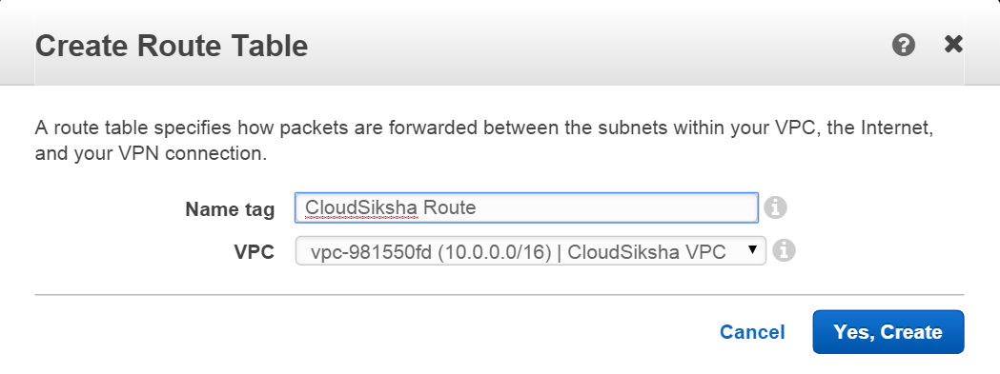 Create Route Table
A route table specifies how packets are forwarded between the subnets within your VPC, the Internet,
and your VPN connection.
Name tag CloudSiksha Route
VPC vpc-981550fd (10.0.0.0/16) | CloudSiksha VPC
Cancel Yes, Create